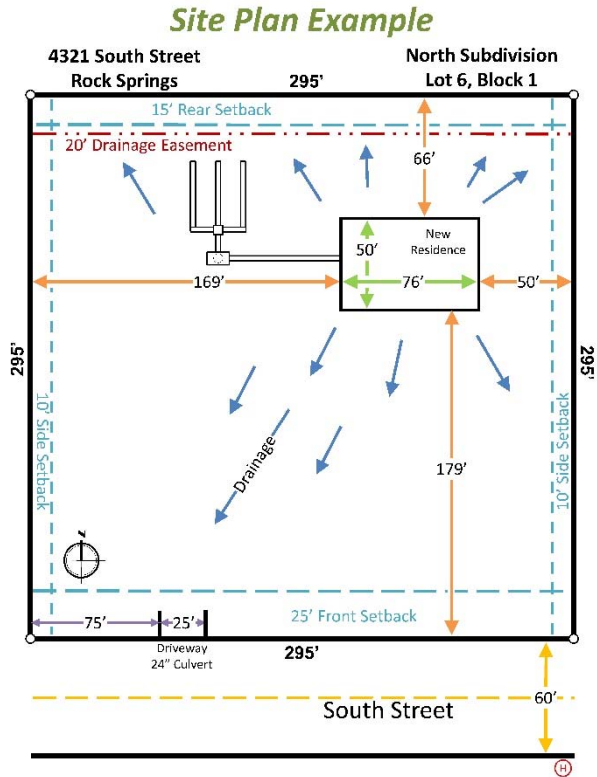 Site Plan Example
4321 South Street
Rock Springs
295’
North Subdivision
Lot 6, Block 1
15’ Rear Setback
20’ Drainage Easement
66’
New
Residence
50’
169’
76’
50’
295’
295’
10’ Side Setback
10’ Side Setback
Drainage
179’
N
25’ Front Setback
75’
25’
Driveway
24” Culvert
295’
60’
South Street
H